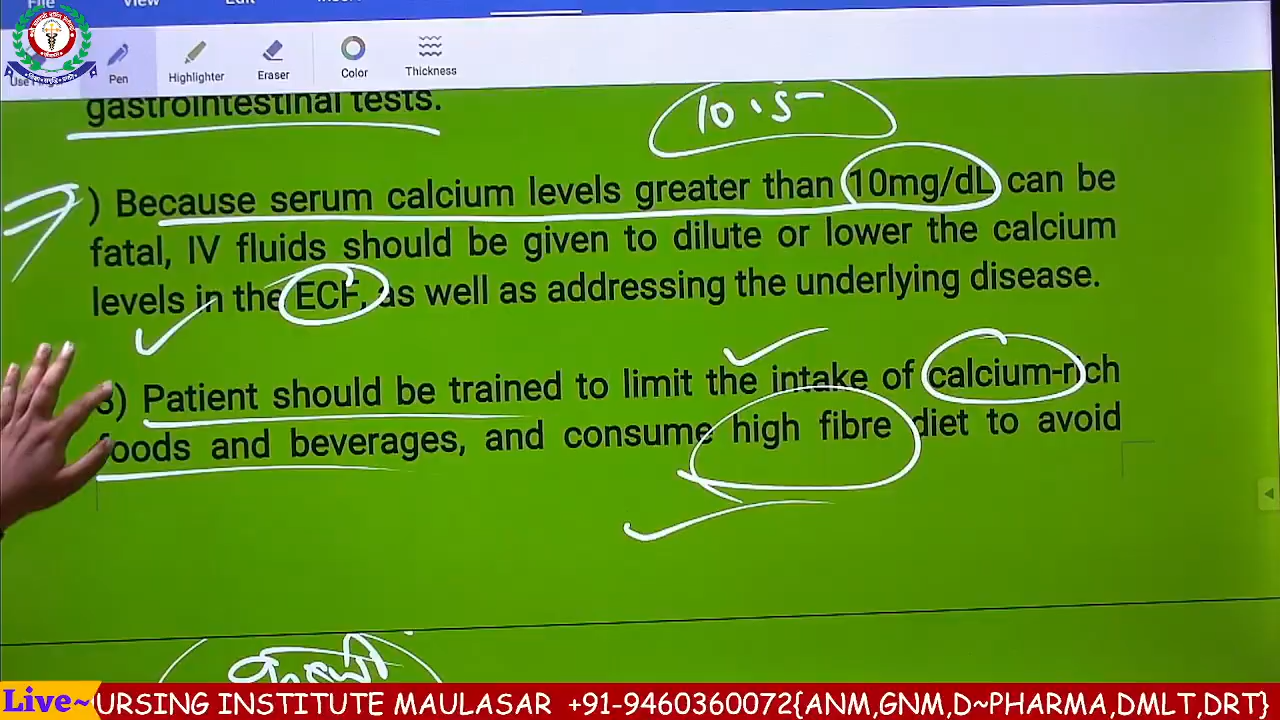 File View Edit Insert
Pen Highlighter Eraser Color Thickness
gastrointestinal tests.
10.5
) Because serum calcium levels greater than 10mg/dL can be
fatal, IV fluids should be given to dilute or lower the calcium
levels in the ECF, as well as addressing the underlying disease.
) Patient should be trained to limit the intake of calcium-rich
foods and beverages, and consume high fibre diet to avoid
Live~ URSING INSTITUTE MAULASAR +91-9460360072{ANM,GNM,D~PHARMA,DMLT,DRT}